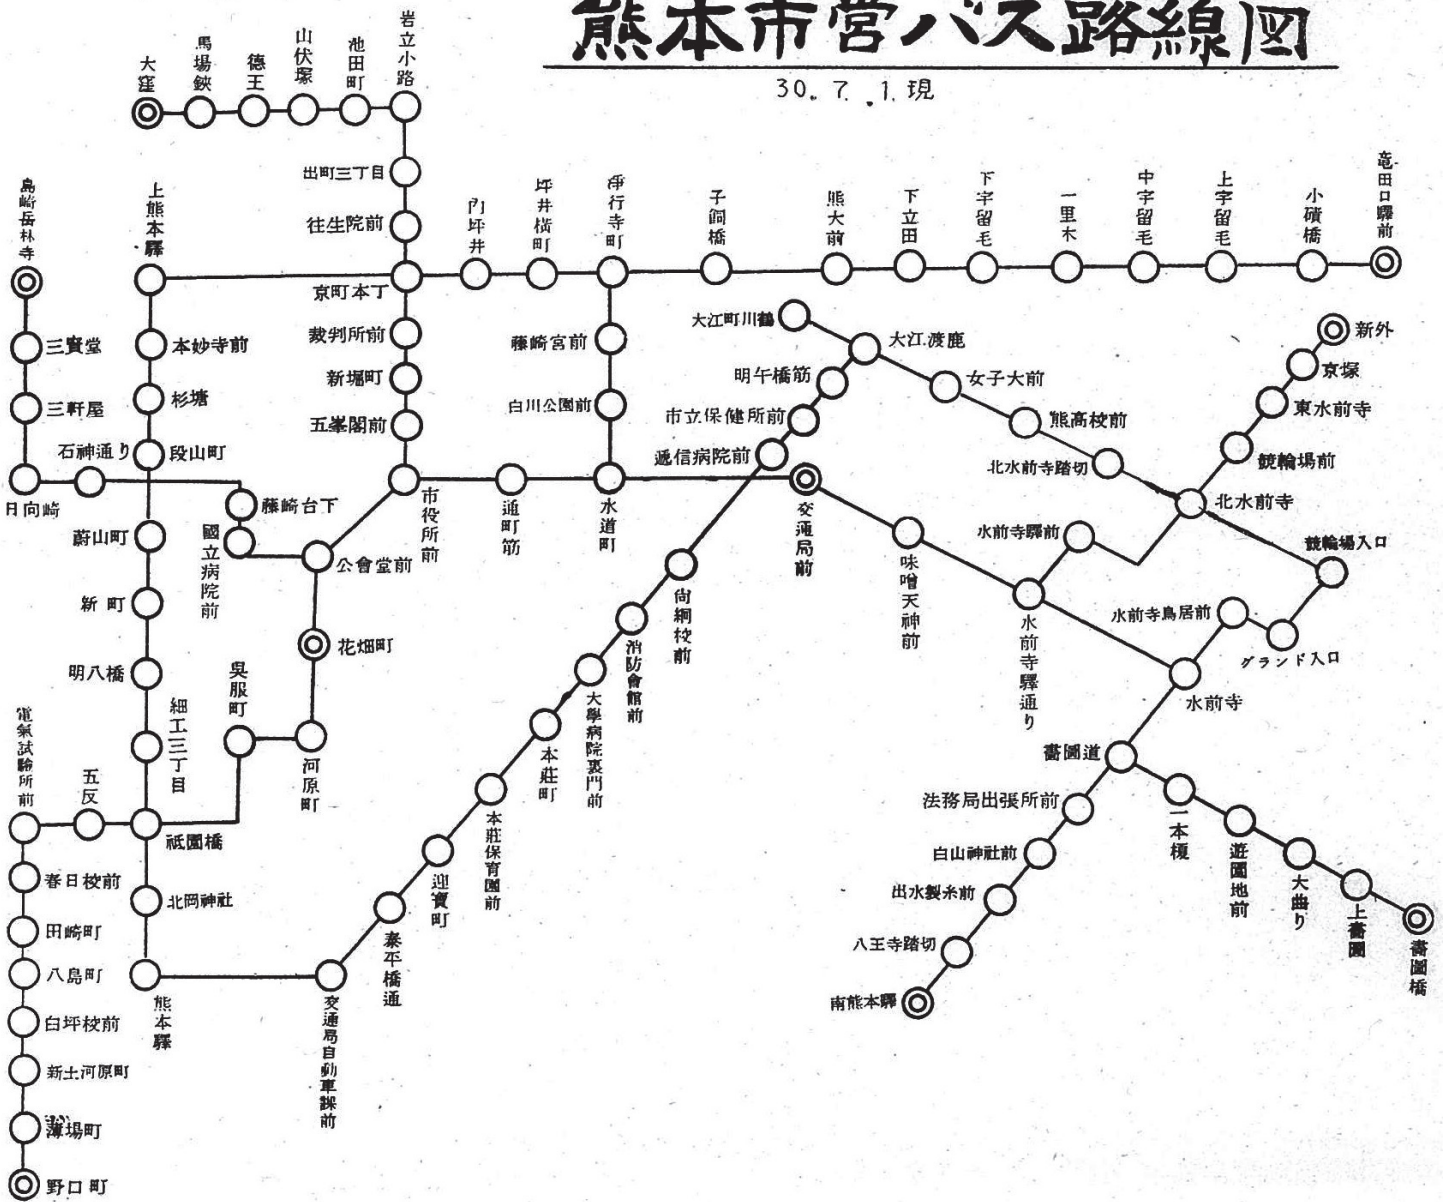 熊本市営バス路線図
30.7.1.現
大窪
馬場鋏
德王
山伏塚
池田町
岩立小路
出町三丁目
往生院前
京町本丁
裁判所前
新堀町
五峯閣前
市役所前
島崎岳林寺
三賓堂
三軒屋
日向崎
石神通り
上熊本驛
本妙寺前
杉塘
段山町
蔚山町
新町
明八橋
細工三丁目
祇園橋
北岡神社
熊本驛
藤崎台下
國立病院前
公會堂前
花畑町
河原町
呉服町
内坪井
坪井横町
浄行寺町
子飼橋
熊大前
下立田
下宇留毛
一里木
中宇留毛
上宇留毛
小磧橋
竜田口驛前
藤崎宮前
白川公園前
通町筋
水道町
交通局前
大江町川鶴
大江渡鹿
明午橋筋
市立保健所前
逓信病院前
女子大前
熊高校前
北水前寺踏切
北水前寺
新外
京塚
東水前寺
競輪場前
競輪場入口
グランド入口
水前寺鳥居前
水前寺驛前
味噌天神前
水前寺驛通り
水前寺
畵圖道
法務局出張所前
白山神社前
出水製糸前
八王寺踏切
南熊本驛
一本榎
遊園地前
大曲り
上畵圖
畵圖橋
尚絅校前
消防會館前
大學病院裏門前
本莊町
本莊保育園前
迎寳町
泰平橋通
交通局自動車課前
電氣試驗所前
五反
春日校前
田崎町
八島町
白坪校前
新土河原町
薄場町
野口町